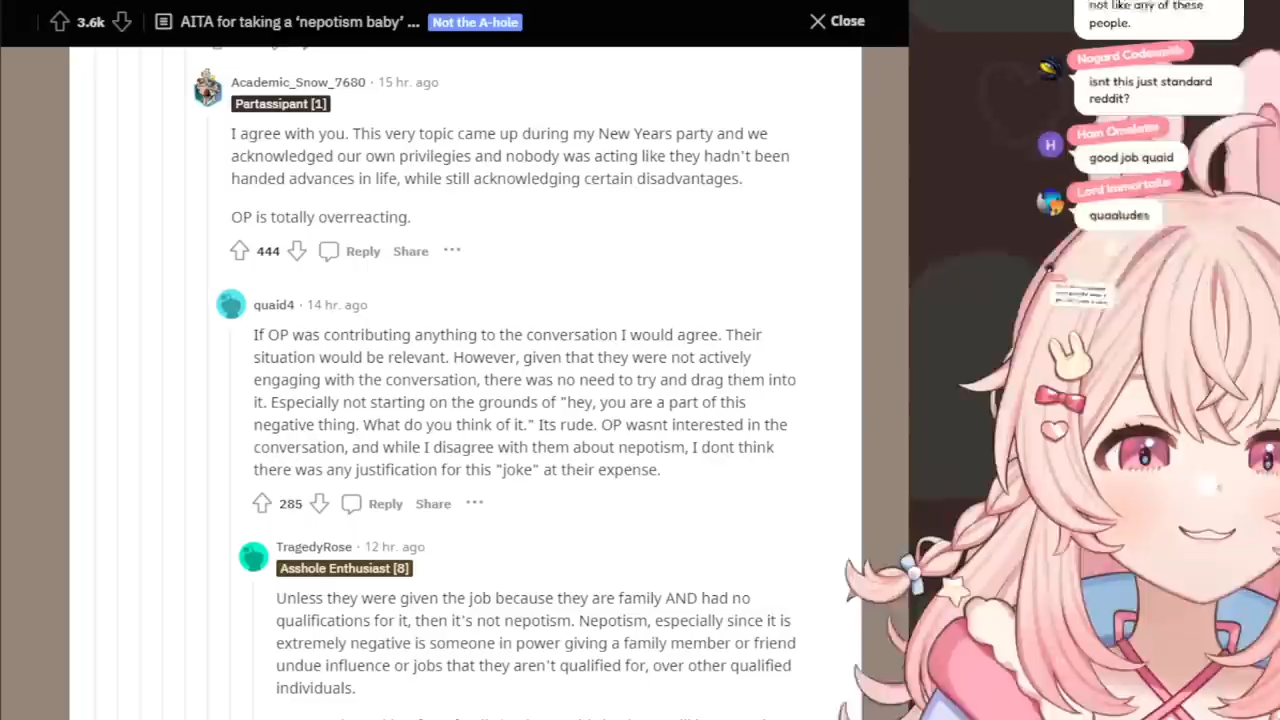 3.6k
AITA for taking a ‘nepotism baby’ ...
Not the A-hole
Close
Academic_Snow_7680 · 15 hr. ago
Partassipant [1]
I agree with you. This very topic came up during my New Years party and we
acknowledged our own privilegies and nobody was acting like they hadn't been
handed advances in life, while still acknowledging certain disadvantages.
OP is totally overreacting.
444
Reply
Share
quaid4 · 14 hr. ago
If OP was contributing anything to the conversation I would agree. Their
situation would be relevant. However, given that they were not actively
engaging with the conversation, there was no need to try and drag them into
it. Especially not starting on the grounds of "hey, you are a part of this
negative thing. What do you think of it." Its rude. OP wasnt interested in the
conversation, and while I disagree with them about nepotism, I dont think
there was any justification for this "joke" at their expense.
285
Reply
Share
TragedyRose · 12 hr. ago
Asshole Enthusiast [8]
Unless they were given the job because they are family AND had no
qualifications for it, then it's not nepotism. Nepotism, especially since it is
extremely negative is someone in power giving a family member or friend
undue influence or jobs that they aren't qualified for, over other qualified
individuals.
not like any of these
people.
Nogard Codesmith
isnt this just standard
reddit?
H
Ham Omelette
good job quaid
Lord Immortalis
quaaludes